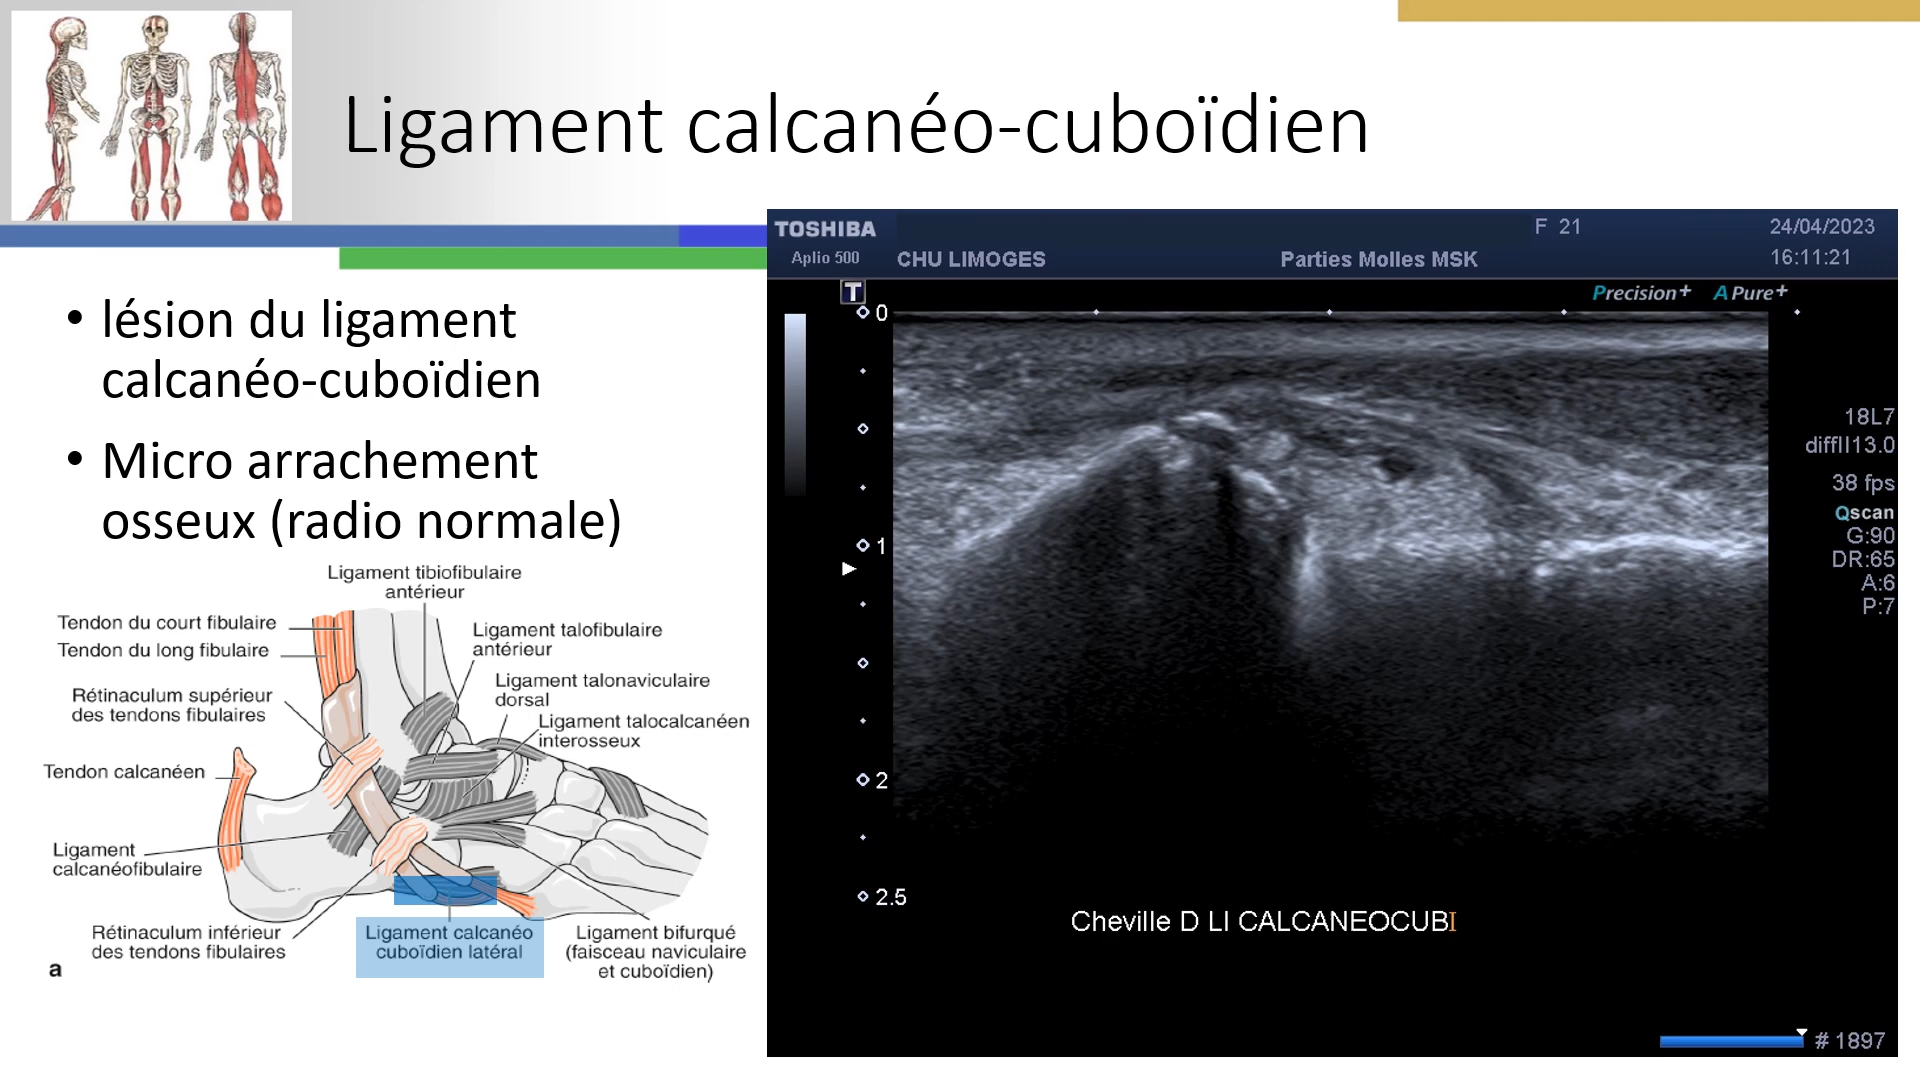 Ligament calcanéo-cuboïdien
• lésion du ligament
calcanéo-cuboïdien
• Micro arrachement
osseux (radio normale)
Ligament tibiofibulaire
antérieur
Tendon du court fibulaire
Tendon du long fibulaire
Ligament talofibulaire
antérieur
Rétinaculum supérieur
des tendons fibulaires
Ligament talonaviculaire
dorsal
Ligament talocalcanéen
interosseux
Tendon calcanéen
Ligament
calcanéofibulaire
Rétinaculum inférieur
des tendons fibulaires
Ligament calcanéo
cuboïdien latéral
Ligament bifurqué
(faisceau naviculaire
et cuboïdien)
a
TOSHIBA
F 21
24/04/2023
Aplio 500
CHU LIMOGES
Parties Molles MSK
16:11:21
T
Precision+ A Pure+
0
1
2
2.5
18L7
diffII13.0
38 fps
Qscan
G:90
DR:65
A:6
P:7
Cheville D LI CALCANEOCUB
# 1897